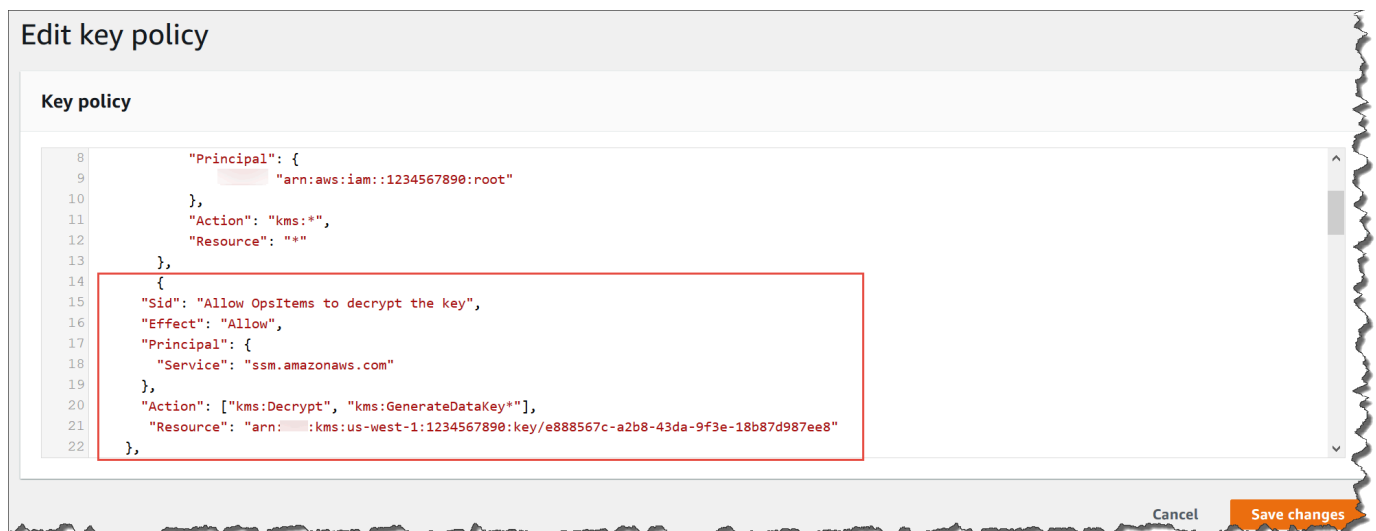 Edit key policy
Key policy
8 "Principal": {
9 "arn:aws:iam::1234567890:root"
10 },
11 "Action": "kms:*",
12 "Resource": "*"
13 },
14 {
15 "Sid": "Allow OpsItems to decrypt the key",
16 "Effect": "Allow",
17 "Principal": {
18 "Service": "ssm.amazonaws.com"
19 },
20 "Action": ["kms:Decrypt", "kms:GenerateDataKey*"],
21 "Resource": "arn: :kms:us-west-1:1234567890:key/e888567c-a2b8-43da-9f3e-18b87d987ee8"
22 },
Cancel Save changes